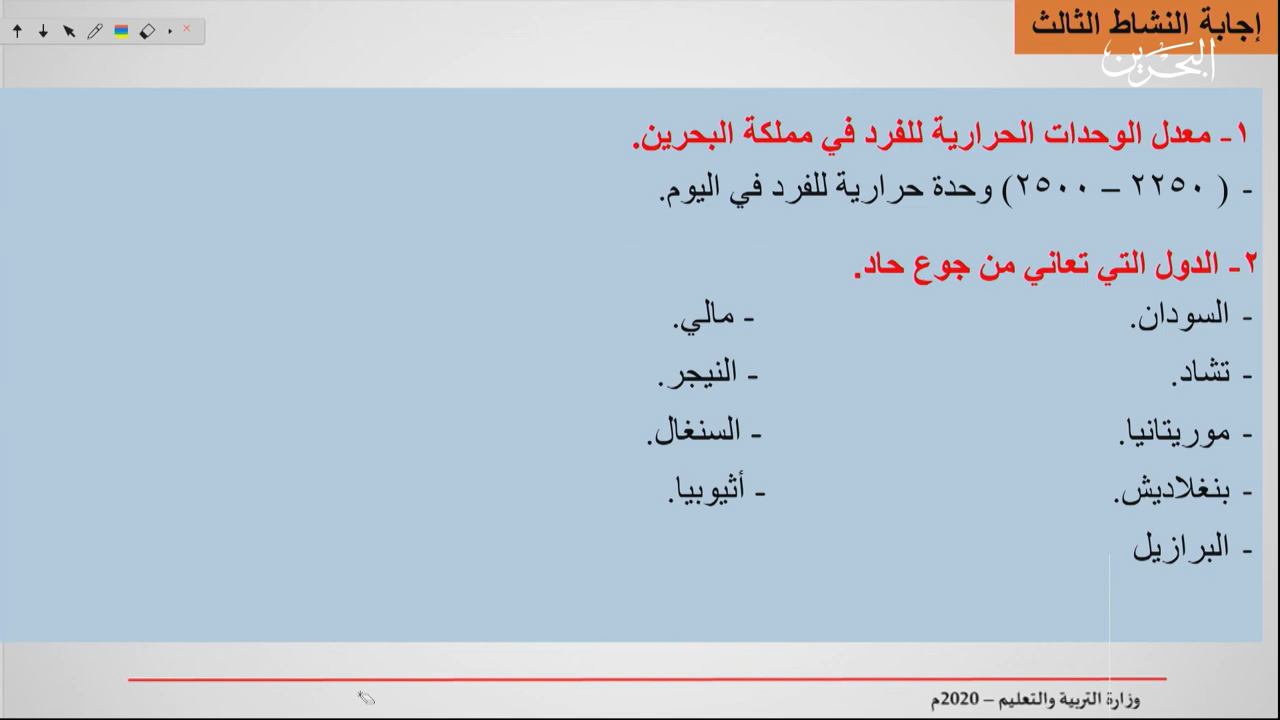 إجابة النشاط الثالث
البحرين
١- معدل الوحدات الحرارية للفرد في مملكة البحرين.
- ( ٢٢٥٠ – ٢٥٠٠) وحدة حرارية للفرد في اليوم.
٢- الدول التي تعاني من جوع حاد.
- السودان.
- مالي.
- تشاد.
- النيجر.
- موريتانيا.
- السنغال.
- بنغلاديش.
- أثيوبيا.
- البرازيل
وزارة التربية والتعليم – 2020م